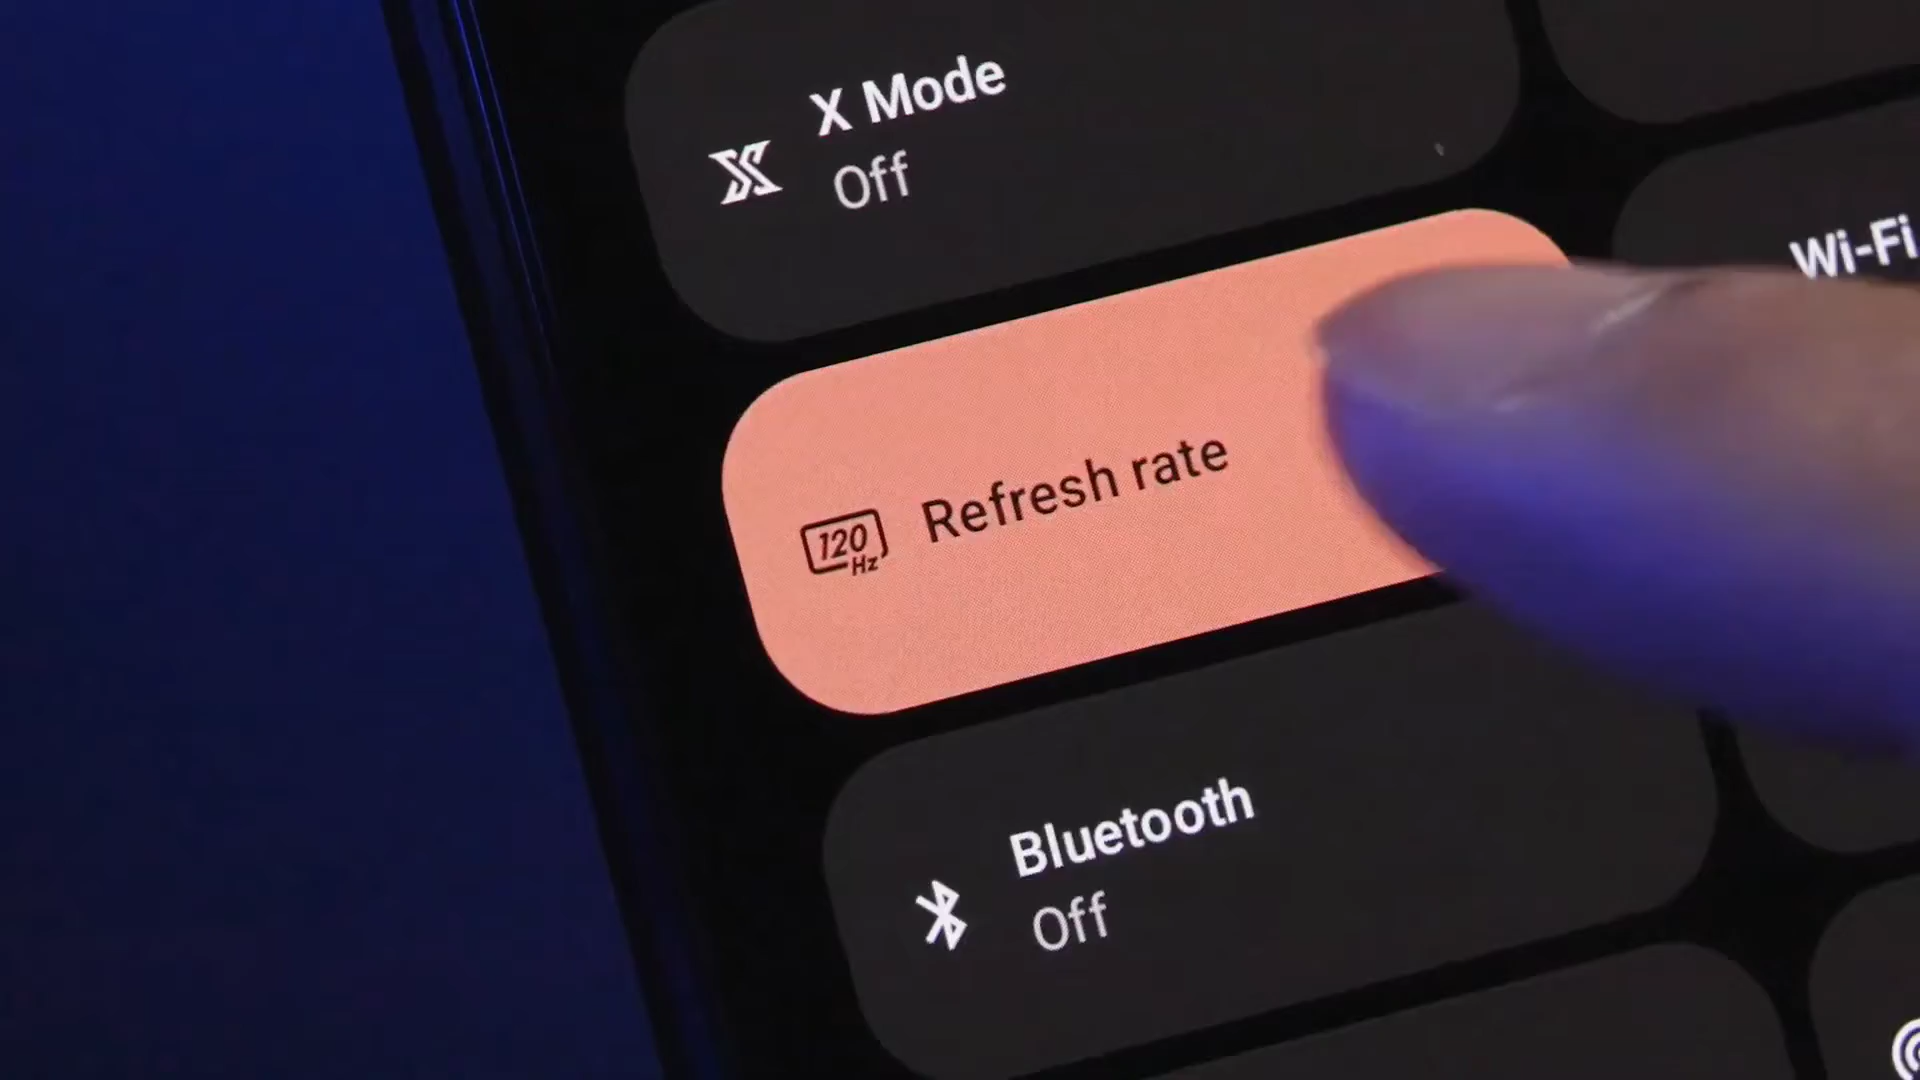 X Mode
Off
Wi-Fi
120
Hz
Refresh rate
Bluetooth
Off